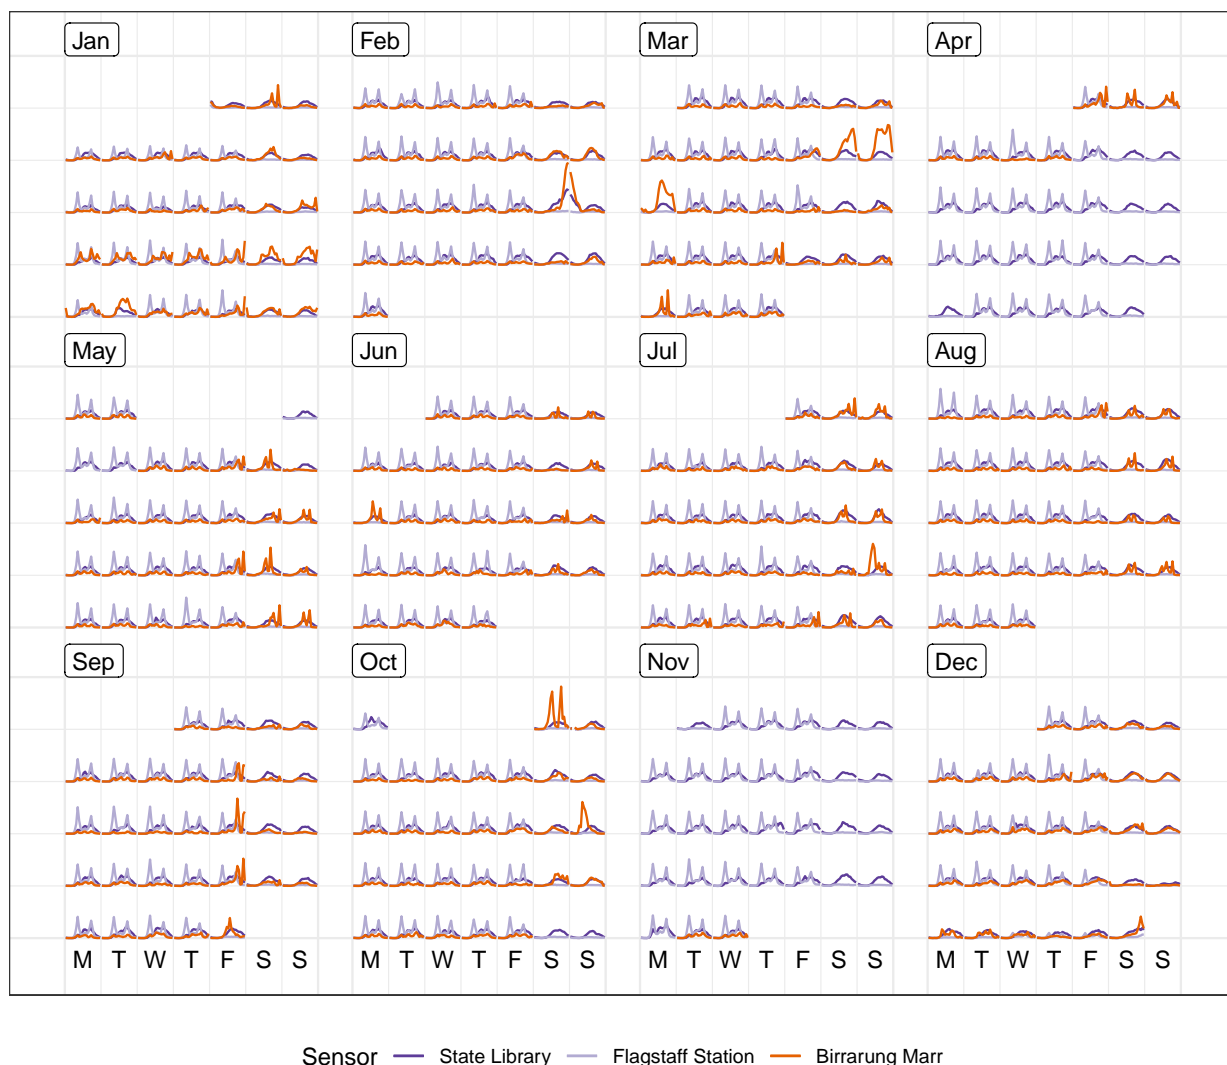 Jan Feb Mar Apr
May Jun Jul Aug
Sep Oct Nov Dec
M T W T F S S M T W T F S S M T W T F S S M T W T F S S
Sensor State Library Flagstaff Station Birrarung Marr